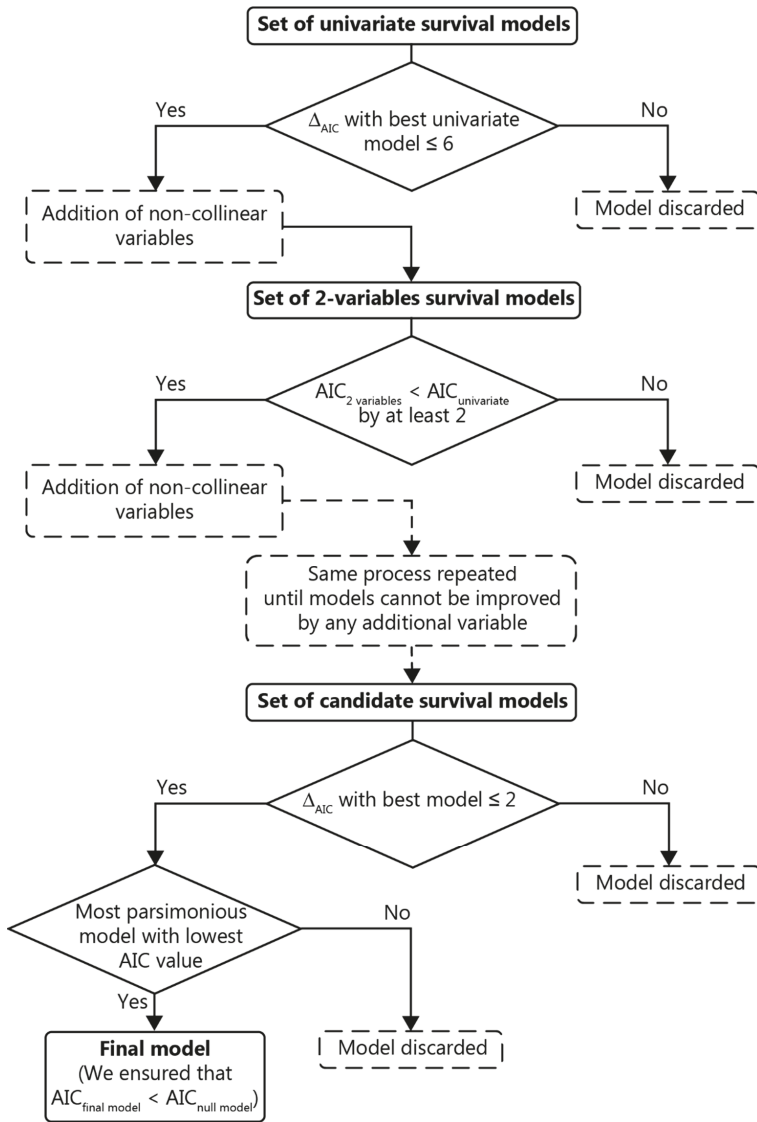 Set of univariate survival models
Yes
ΔAIC with best univariate
model ≤ 6
No
Addition of non-collinear
variables
Model discarded
Set of 2-variables survival models
Yes
AIC2 variables < AICunivariate
by at least 2
No
Addition of non-collinear
variables
Model discarded
Same process repeated
until models cannot be improved
by any additional variable
Set of candidate survival models
Yes
ΔAIC with best model ≤ 2
No
Model discarded
Most parsimonious
model with lowest
AIC value
No
Yes
Final model
(We ensured that
AICfinal model < AICnull model)
Model discarded